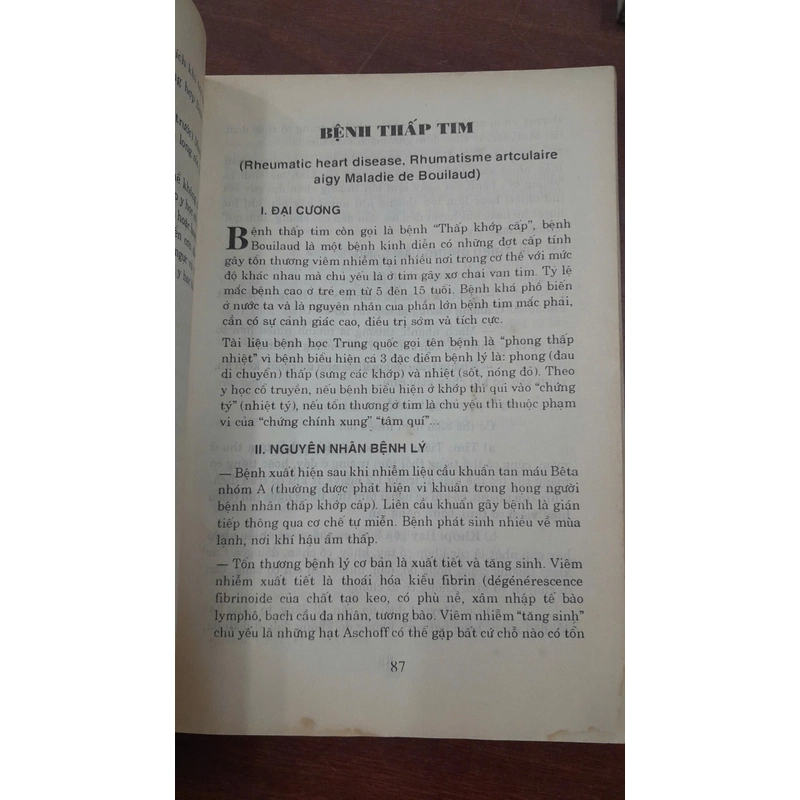 BỆNH THẤP TIM
(Rheumatic heart disease, Rhumatisme artculaire
aigy Maladie de Bouilaud)
I. ĐẠI CƯƠNG
Bệnh thấp tim còn gọi là bệnh “Thấp khớp cấp”, bệnh
Bouilaud là một bệnh kinh diễn có những đợt cấp tính
gây tổn thương viêm nhiễm tại nhiều nơi trong cơ thể với mức
độ khác nhau mà chủ yếu là ở tim gây xơ chai van tim. Tỷ lệ
mắc bệnh cao ở trẻ em từ 5 đến 15 tuổi. Bệnh khá phổ biến
ở nước ta và là nguyên nhân của phần lớn bệnh tim mắc phải,
cần có sự cảnh giác cao, điều trị sớm và tích cực.
Tài liệu bệnh học Trung quốc gọi tên bệnh là “phong thấp
nhiệt” vì bệnh biểu hiện cả 3 đặc điểm bệnh lý là: phong (đau
di chuyển) thấp (sưng các khớp) và nhiệt (sốt, nóng đỏ). Theo
y học cổ truyền, nếu bệnh biểu hiện ở khớp thì qui vào “chứng
tý” (nhiệt tý), nếu tổn thương ở tim là chủ yếu thì thuộc phạm
vi của “chứng chính xung” “tâm quí”...
II. NGUYÊN NHÂN BỆNH LÝ
— Bệnh xuất hiện sau khi nhiễm liệu cầu khuẩn tan máu Bêta
nhóm A (thường được phát hiện vi khuẩn trong họng người
bệnh nhân thấp khớp cấp). Liên cầu khuẩn gây bệnh là gián
tiếp thông qua cơ chế tự miễn. Bệnh phát sinh nhiều về mùa
lạnh, nơi khí hậu ẩm thấp.
— Tổn thương bệnh lý cơ bản là xuất tiết và tăng sinh. Viêm
nhiễm xuất tiết là thoái hóa kiểu fibrin (dégénérescence
fibrinoide của chất tạo keo, có phù nề, xâm nhập tế bào
lymphô, bạch cầu đa nhân, tương bào. Viêm nhiễm “tăng sinh”
chủ yếu là những hạt Aschoff có thể gặp bất cứ chỗ nào có tổn
87